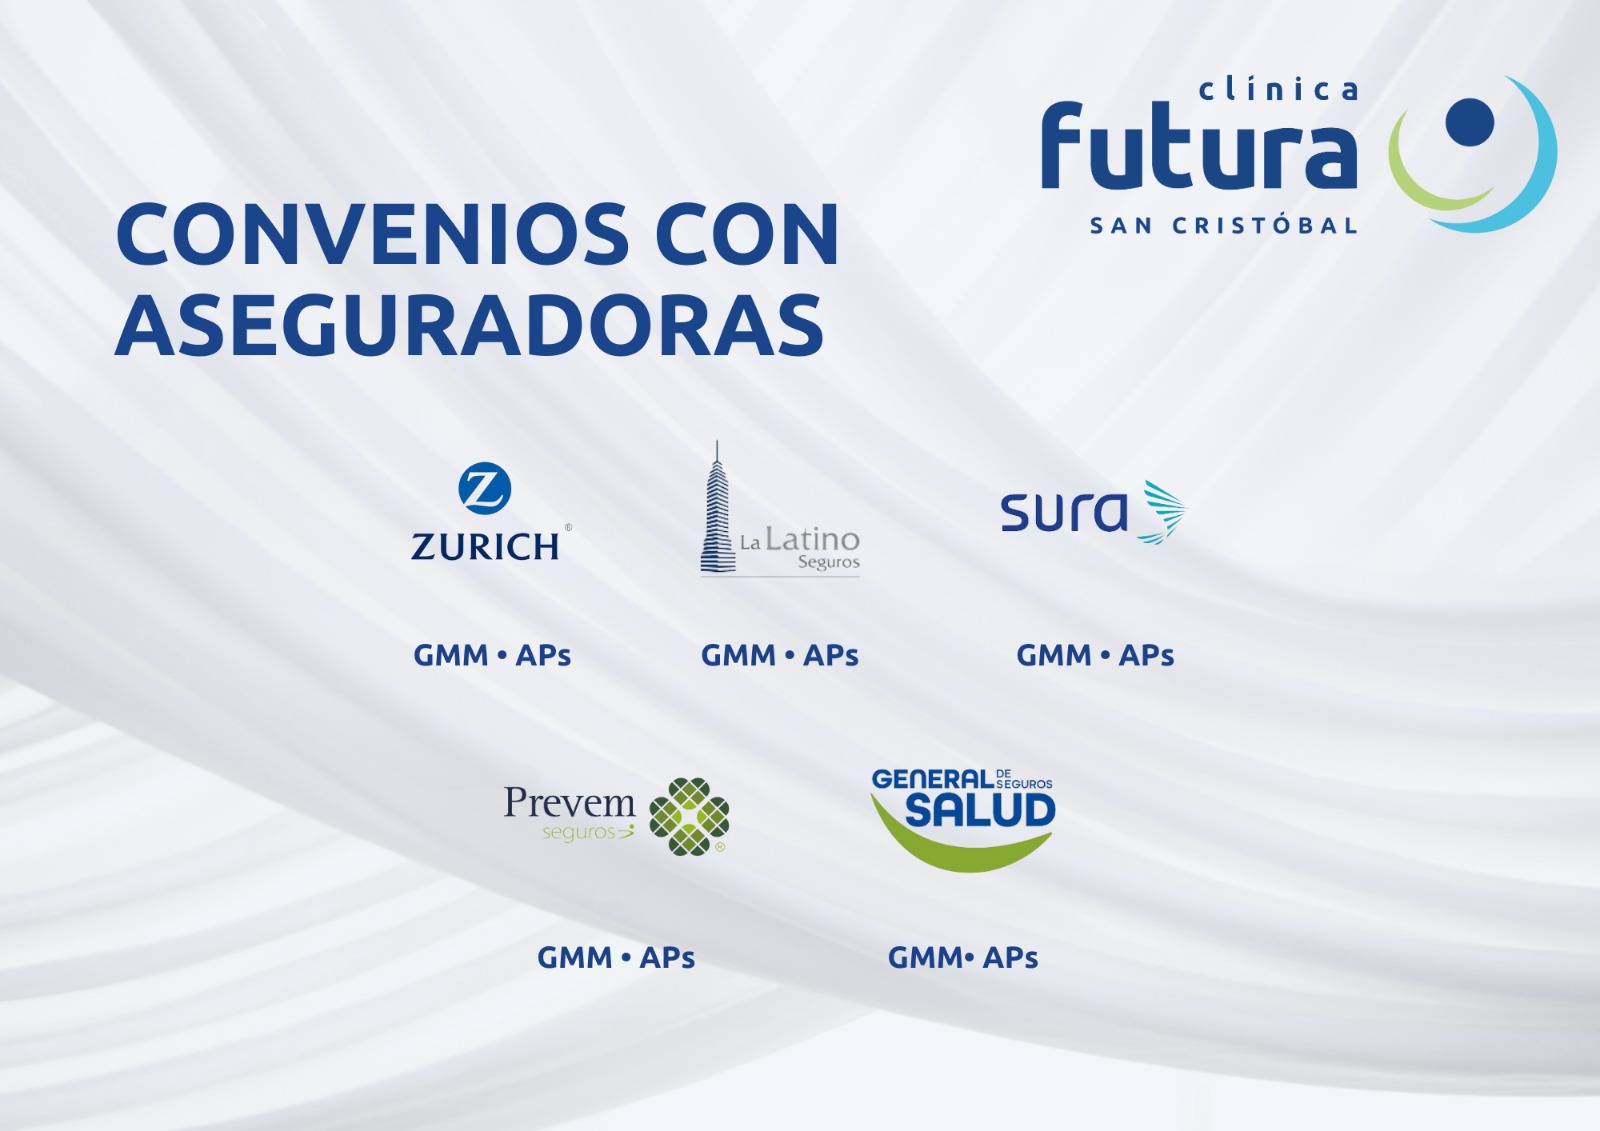 clínica
futura
SAN CRISTÓBAL
CONVENIOS CON
ASEGURADORAS
Z
ZURICH®
La Latino
Seguros
sura
GMM • APs
GMM • APs
GMM • APs
Prevem
seguros
®
GENERAL DE SEGUROS
SALUD
GMM • APs
GMM• APs